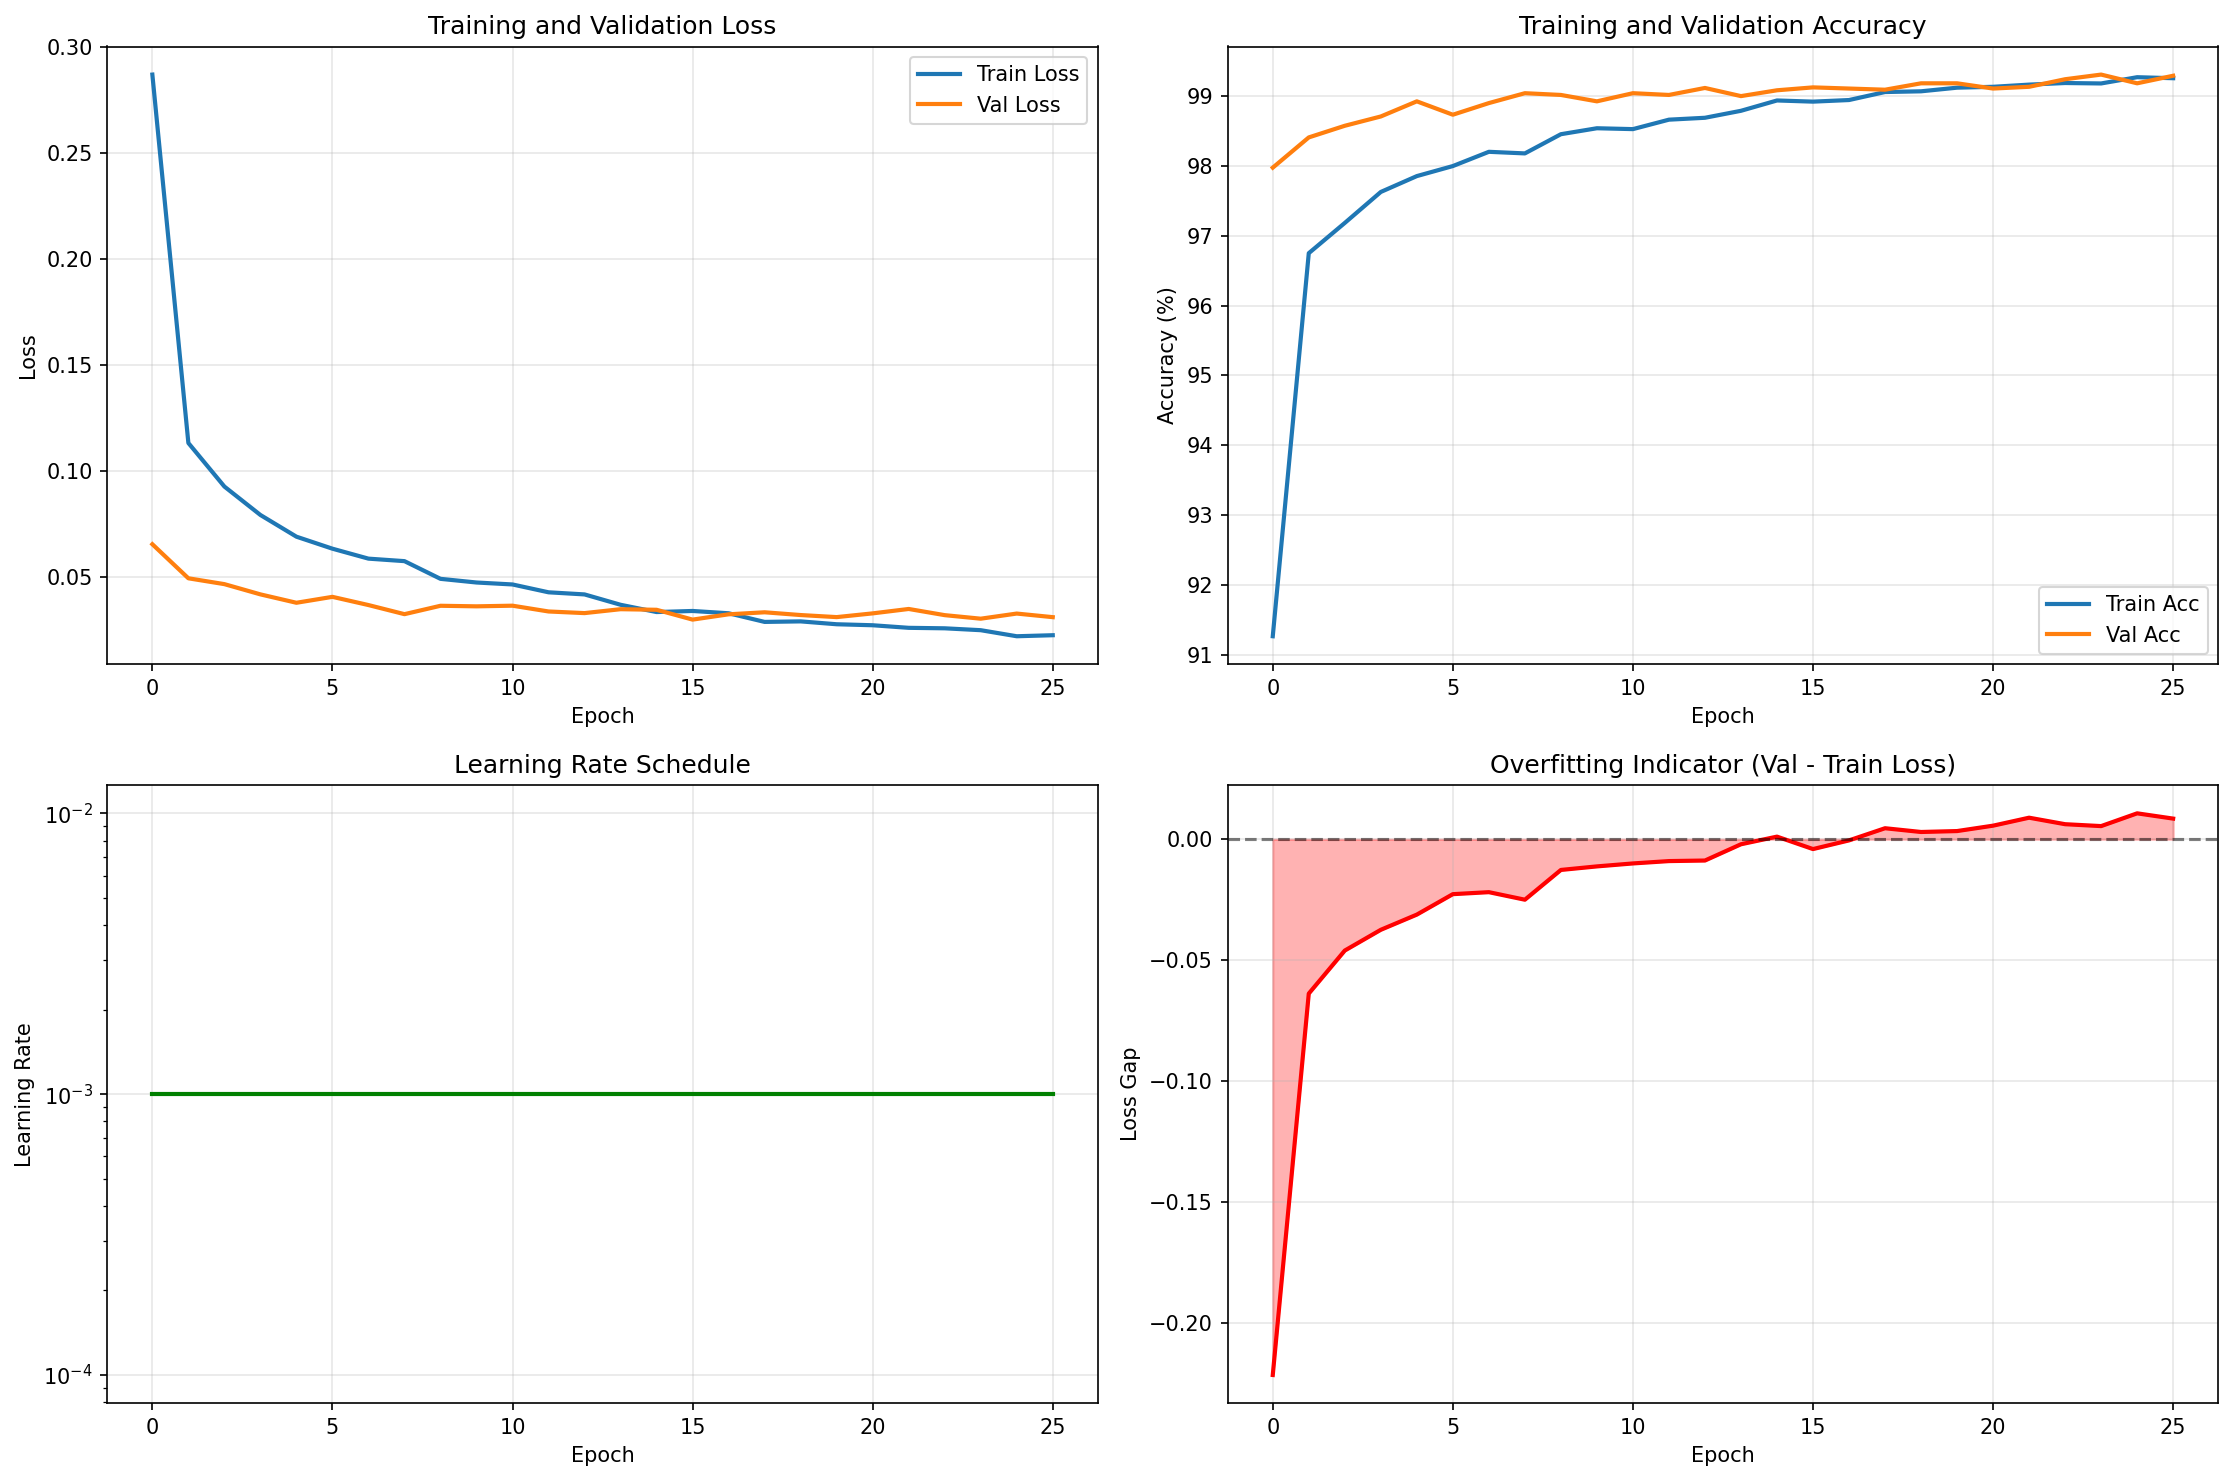 Training and Validation Loss
0.30
0.25
0.20
0.15
0.10
0.05
Loss
Train Loss
Val Loss
0 5 10 15 20 25
Epoch
Training and Validation Accuracy
99
98
97
96
95
94
93
92
91
Accuracy (%)
Train Acc
Val Acc
0 5 10 15 20 25
Epoch
Learning Rate Schedule
10⁻²
10⁻³
10⁻⁴
Learning Rate
0 5 10 15 20 25
Epoch
Overfitting Indicator (Val - Train Loss)
0.00
−0.05
−0.10
−0.15
−0.20
Loss Gap
0 5 10 15 20 25
Epoch